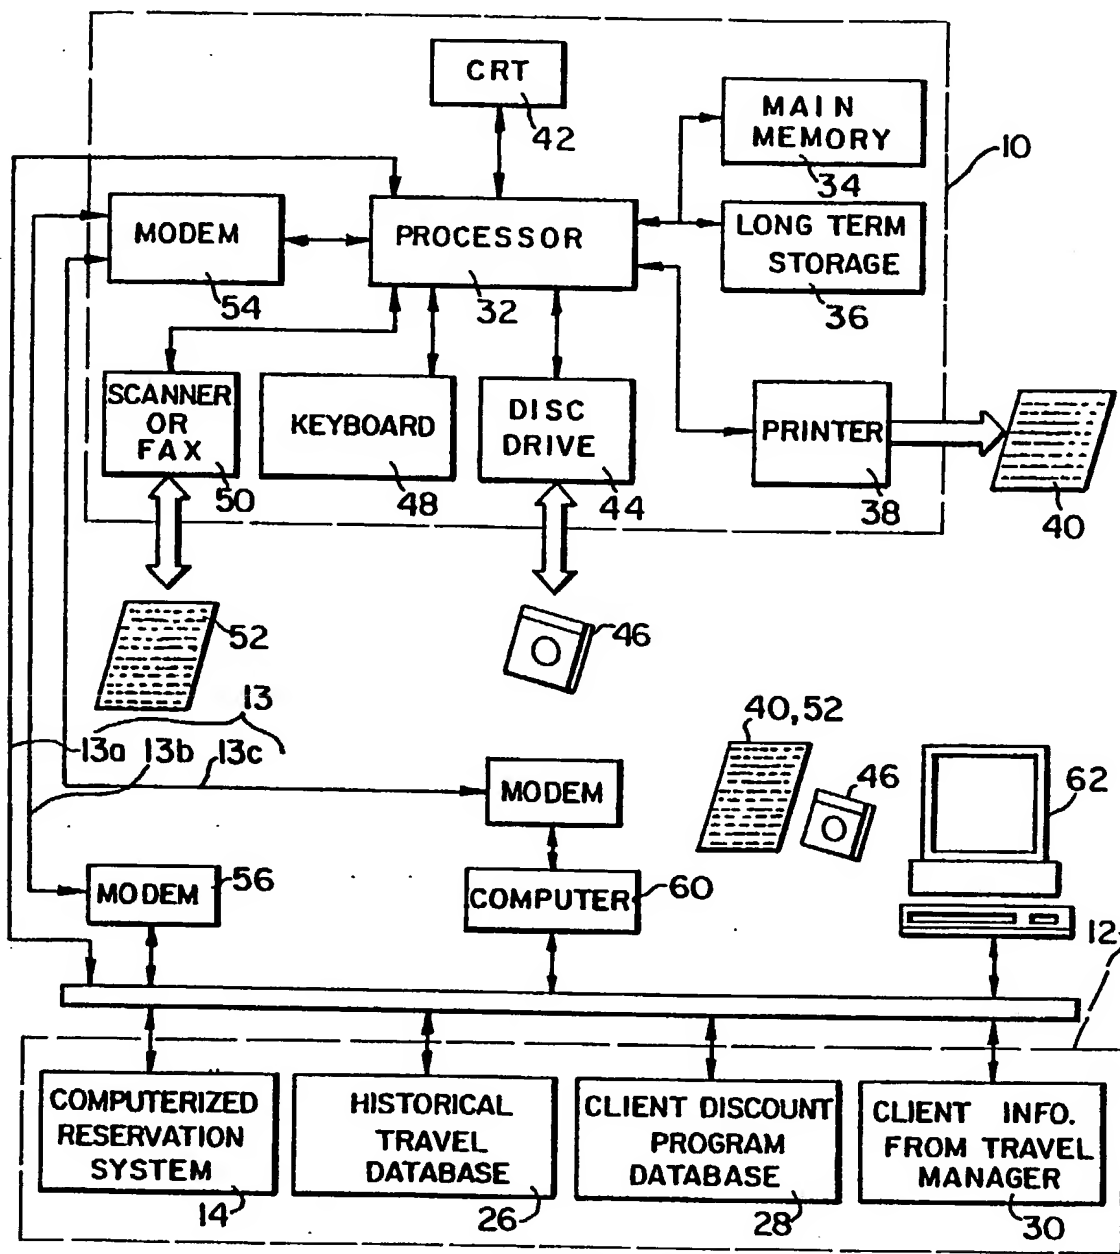 CRT
42
MAIN
MEMORY
34
10
MODEM
54
PROCESSOR
32
LONG TERM
STORAGE
36
SCANNER
OR
FAX
50
KEYBOARD
48
DISC
DRIVE
44
PRINTER
38
40
52
46
13
13a
13b
13c
MODEM
40,52
46
62
MODEM
56
COMPUTER
60
12
COMPUTERIZED
RESERVATION
SYSTEM
14
HISTORICAL
TRAVEL
DATABASE
26
CLIENT DISCOUNT
PROGRAM
DATABASE
28
CLIENT INFO.
FROM TRAVEL
MANAGER
30